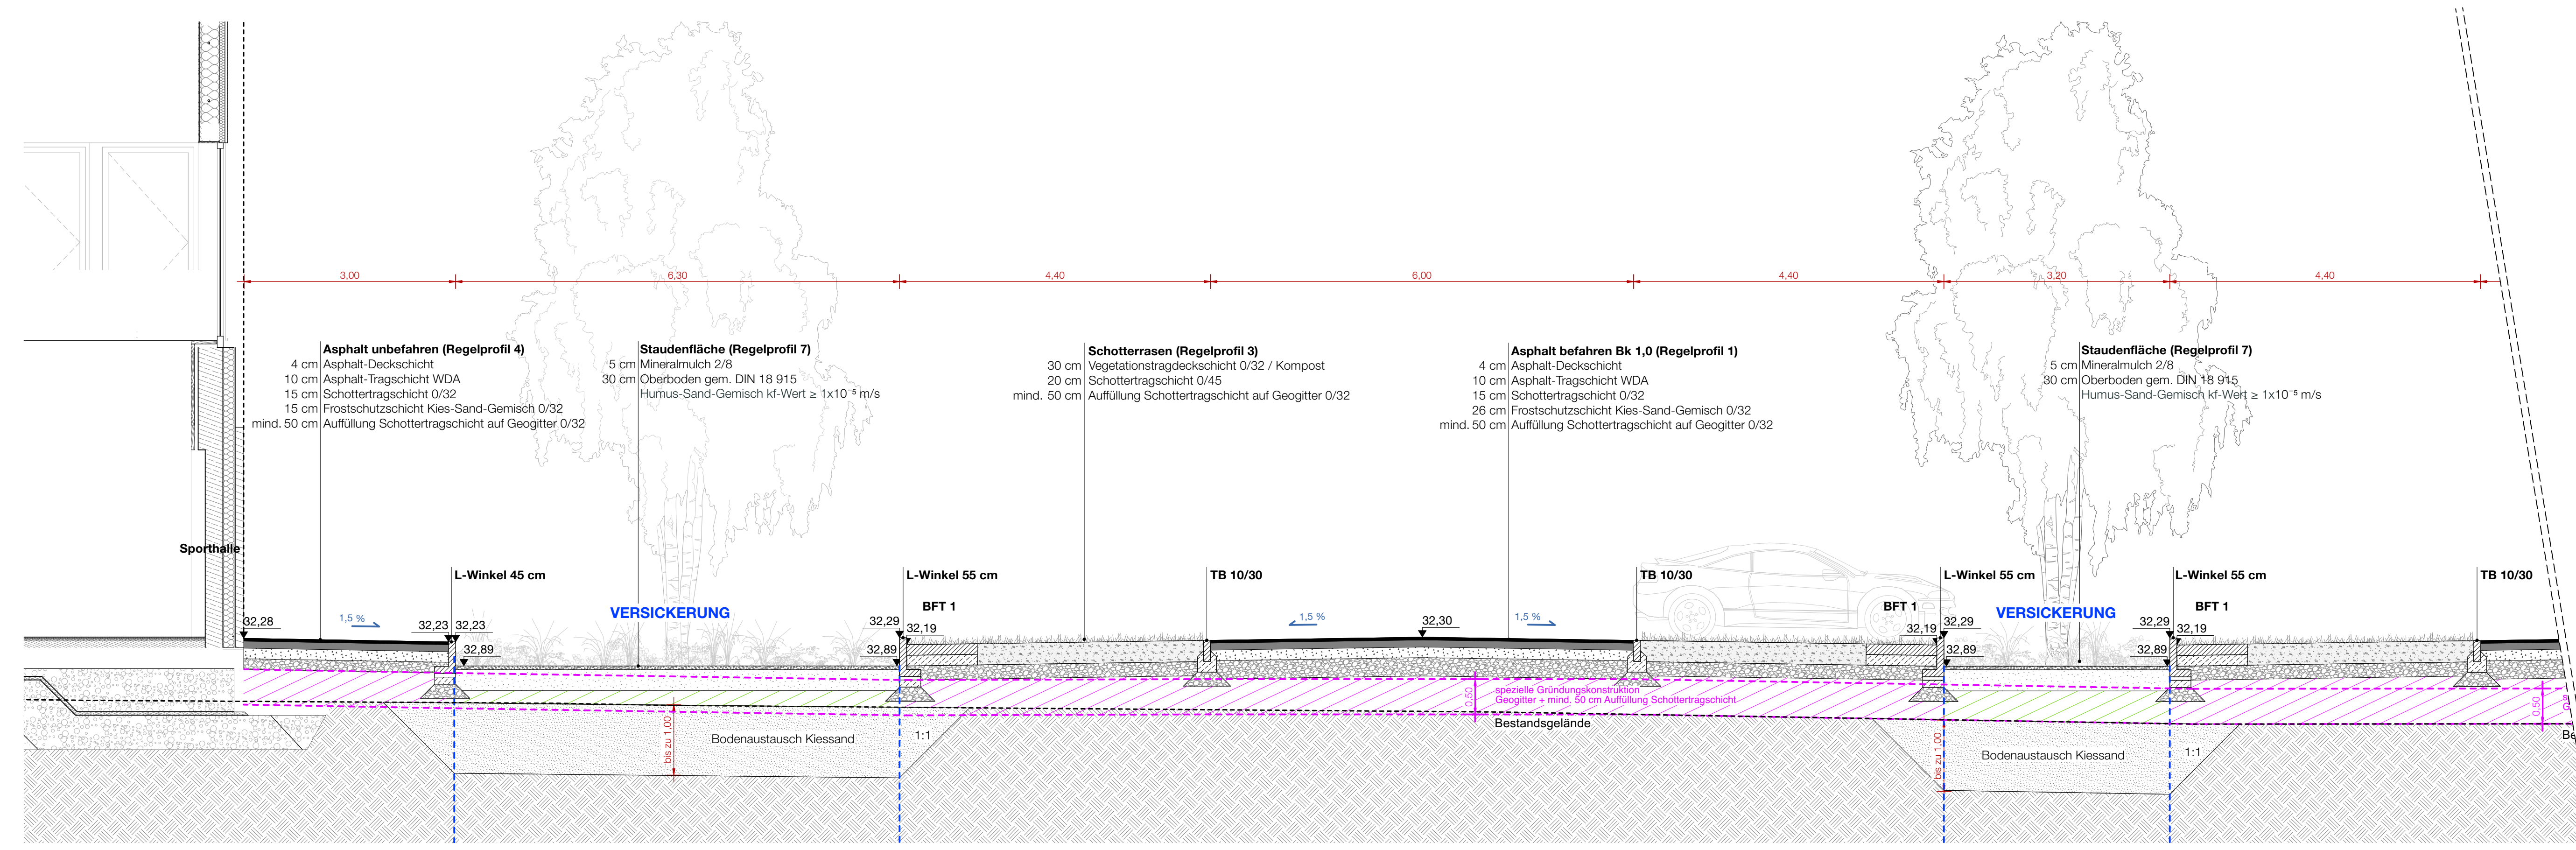 3,00
6,30
4,40
6,00
4,40
3,20
4,40
Asphalt unbefahren (Regelprofil 4)
4 cm Asphalt-Deckschicht
10 cm Asphalt-Tragschicht WDA
15 cm Schottertragschicht 0/32
15 cm Frostschutzschicht Kies-Sand-Gemisch 0/32
mind. 50 cm Auffüllung Schottertragschicht auf Geogitter 0/32
Staudenfläche (Regelprofil 7)
5 cm Mineralmulch 2/8
30 cm Oberboden gem. DIN 18 915
Humus-Sand-Gemisch kf-Wert ≥ 1x10⁻⁵ m/s
Schotterrasen (Regelprofil 3)
30 cm Vegetationstragdeckschicht 0/32 / Kompost
20 cm Schottertragschicht 0/45
mind. 50 cm Auffüllung Schottertragschicht auf Geogitter 0/32
Asphalt befahren Bk 1,0 (Regelprofil 1)
4 cm Asphalt-Deckschicht
10 cm Asphalt-Tragschicht WDA
15 cm Schottertragschicht 0/32
26 cm Frostschutzschicht Kies-Sand-Gemisch 0/32
mind. 50 cm Auffüllung Schottertragschicht auf Geogitter 0/32
Staudenfläche (Regelprofil 7)
5 cm Mineralmulch 2/8
30 cm Oberboden gem. DIN 18 915
Humus-Sand-Gemisch kf-Wert ≥ 1x10⁻⁵ m/s
Sporthalle
L-Winkel 45 cm
L-Winkel 55 cm
TB 10/30
TB 10/30
L-Winkel 55 cm
L-Winkel 55 cm
TB 10/30
VERSICKERUNG
BFT 1
BFT 1
VERSICKERUNG
BFT 1
32,28
1,5 %
32,23
32,23
32,89
32,29
32,19
32,89
1,5 %
32,30
1,5 %
32,19
32,29
32,89
32,29
32,19
32,89
0,50
spezielle Gründungskonstruktion
Geogitter + mind. 50 cm Auffüllung Schottertragschicht
Bestandsgelände
bis zu 1,00
Bodenaustausch Kiessand
1:1
bis zu 1,00
Bodenaustausch Kiessand
1:1
0,50
s
G
Be